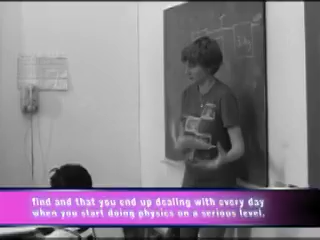 find and that you end up dealing with every day
when you start doing physics on a serious level.